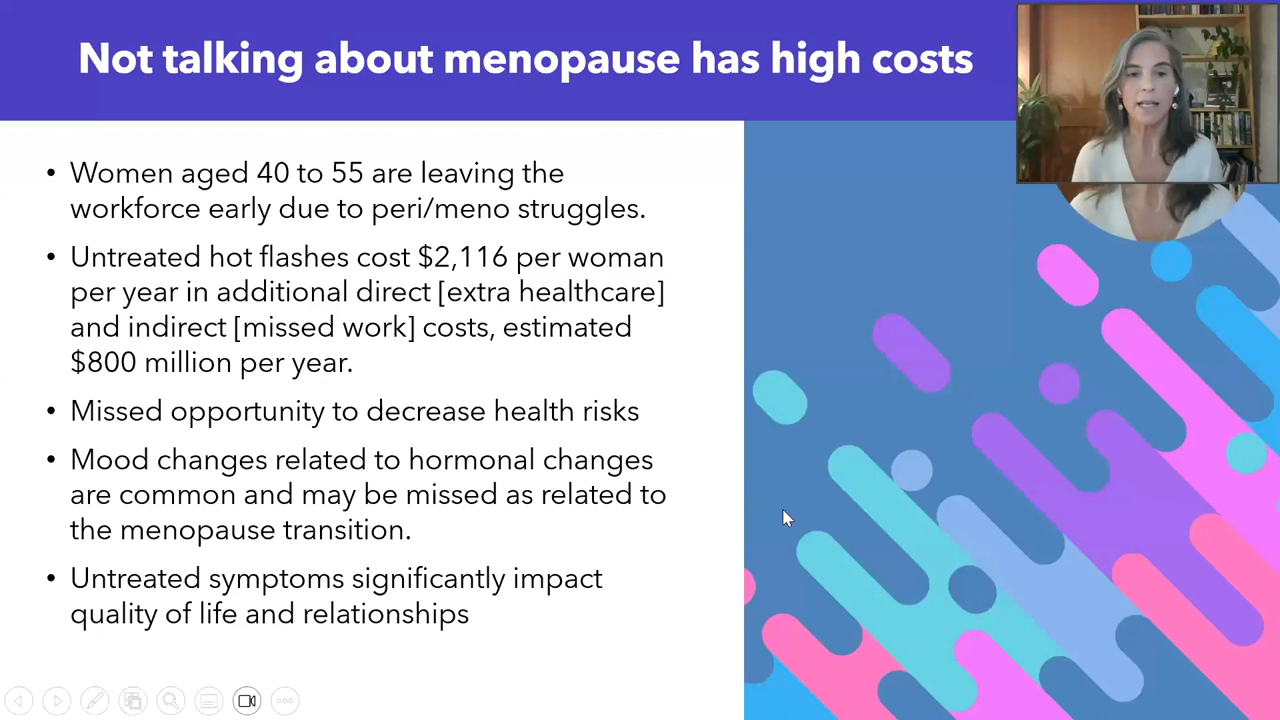 Not talking about menopause has high costs
• Women aged 40 to 55 are leaving the
workforce early due to peri/meno struggles.
• Untreated hot flashes cost $2,116 per woman
per year in additional direct [extra healthcare]
and indirect [missed work] costs, estimated
$800 million per year.
• Missed opportunity to decrease health risks
• Mood changes related to hormonal changes
are common and may be missed as related to
the menopause transition.
• Untreated symptoms significantly impact
quality of life and relationships